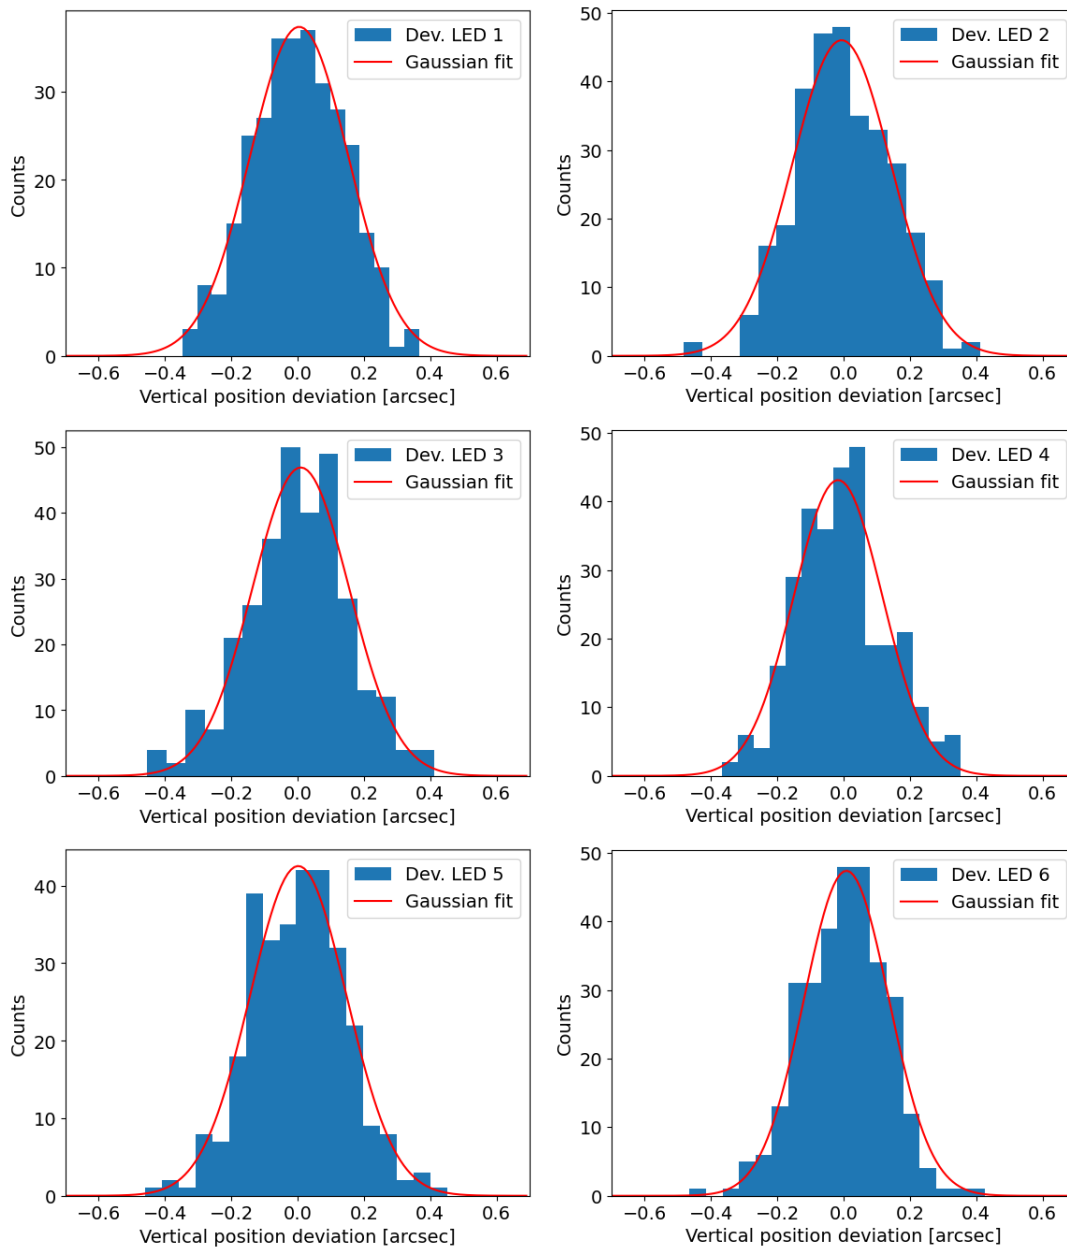 Dev. LED 1
Gaussian fit
Counts
30
20
10
0
−0.6 −0.4 −0.2 0.0 0.2 0.4 0.6
Vertical position deviation [arcsec]
Dev. LED 2
Gaussian fit
Counts
50
40
30
20
10
0
−0.6 −0.4 −0.2 0.0 0.2 0.4 0.6
Vertical position deviation [arcsec]
Dev. LED 3
Gaussian fit
Counts
50
40
30
20
10
0
−0.6 −0.4 −0.2 0.0 0.2 0.4 0.6
Vertical position deviation [arcsec]
Dev. LED 4
Gaussian fit
Counts
50
40
30
20
10
0
−0.6 −0.4 −0.2 0.0 0.2 0.4 0.6
Vertical position deviation [arcsec]
Dev. LED 5
Gaussian fit
Counts
40
30
20
10
0
−0.6 −0.4 −0.2 0.0 0.2 0.4 0.6
Vertical position deviation [arcsec]
Dev. LED 6
Gaussian fit
Counts
50
40
30
20
10
0
−0.6 −0.4 −0.2 0.0 0.2 0.4 0.6
Vertical position deviation [arcsec]